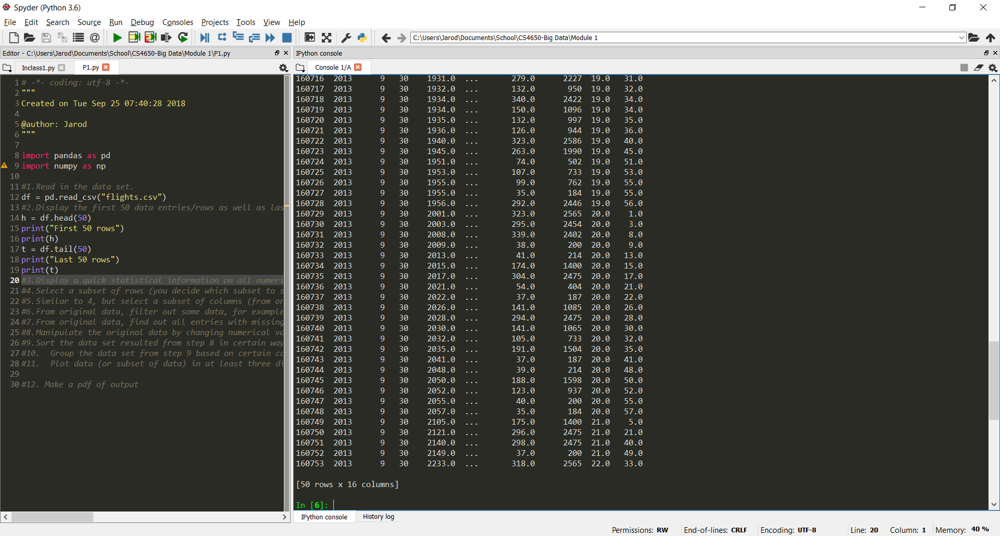 Spyder (Python 3.6)
File Edit Search Source Run Debug Consoles Projects Tools View Help
C:\Users\Jarod\Documents\School\CS4650-Big Data\Module 1
Editor - C:\Users\Jarod\Documents\School\CS4650-Big Data\Module 1\P1.py
Inclass1.py P1.py
1 # -*- coding: utf-8 -*-
2 """
3 Created on Tue Sep 25 07:40:28 2018
4
5 @author: Jarod
6 """
7
8 import pandas as pd
9 import numpy as np
10
11 #1.Read in the data set.
12 df = pd.read_csv("flights.csv")
13 #2.Display the first 50 data entries/rows as well as las
14 h = df.head(50)
15 print("First 50 rows")
16 print(h)
17 t = df.tail(50)
18 print("Last 50 rows")
19 print(t)
20 #3.Display a quick statistical information on all numeri
21 #4.Select a subset of rows (you decide which subset to s
22 #5.Similar to 4, but select a subset of columns (from or
23 #6.From original data, filter out some data, for example
24 #7.From original data, find out all entries with missing
25 #8.Manipulate the original data by changing numerical va
26 #9.Sort the data set resulted from step 8 in certain way
27 #10.  Group the data set from step 9 based on certain co
28 #11.  Plot data (or subset of data) in at least three di
29
30 #12. Make a pdf of output
IPython console
Console 1/A
160716 2013 9 30 1931.0 ... 279.0 2227 19.0 31.0
160717 2013 9 30 1932.0 ... 132.0 950 19.0 32.0
160718 2013 9 30 1934.0 ... 340.0 2422 19.0 34.0
160719 2013 9 30 1934.0 ... 150.0 1096 19.0 34.0
160720 2013 9 30 1935.0 ... 132.0 997 19.0 35.0
160721 2013 9 30 1936.0 ... 126.0 944 19.0 36.0
160722 2013 9 30 1940.0 ... 323.0 2586 19.0 40.0
160723 2013 9 30 1945.0 ... 263.0 1990 19.0 45.0
160724 2013 9 30 1951.0 ... 74.0 502 19.0 51.0
160725 2013 9 30 1953.0 ... 107.0 733 19.0 53.0
160726 2013 9 30 1955.0 ... 99.0 762 19.0 55.0
160727 2013 9 30 1955.0 ... 35.0 184 19.0 55.0
160728 2013 9 30 1956.0 ... 292.0 2446 19.0 56.0
160729 2013 9 30 2001.0 ... 323.0 2565 20.0 1.0
160730 2013 9 30 2003.0 ... 295.0 2454 20.0 3.0
160731 2013 9 30 2008.0 ... 339.0 2402 20.0 8.0
160732 2013 9 30 2009.0 ... 38.0 200 20.0 9.0
160733 2013 9 30 2013.0 ... 41.0 214 20.0 13.0
160734 2013 9 30 2015.0 ... 174.0 1400 20.0 15.0
160735 2013 9 30 2017.0 ... 304.0 2475 20.0 17.0
160736 2013 9 30 2021.0 ... 54.0 404 20.0 21.0
160737 2013 9 30 2022.0 ... 37.0 187 20.0 22.0
160738 2013 9 30 2026.0 ... 141.0 1085 20.0 26.0
160739 2013 9 30 2028.0 ... 294.0 2475 20.0 28.0
160740 2013 9 30 2030.0 ... 141.0 1065 20.0 30.0
160741 2013 9 30 2032.0 ... 105.0 733 20.0 32.0
160742 2013 9 30 2035.0 ... 191.0 1504 20.0 35.0
160743 2013 9 30 2041.0 ... 37.0 187 20.0 41.0
160744 2013 9 30 2048.0 ... 39.0 214 20.0 48.0
160745 2013 9 30 2050.0 ... 188.0 1598 20.0 50.0
160746 2013 9 30 2052.0 ... 123.0 937 20.0 52.0
160747 2013 9 30 2055.0 ... 40.0 200 20.0 55.0
160748 2013 9 30 2057.0 ... 35.0 184 20.0 57.0
160749 2013 9 30 2105.0 ... 175.0 1400 21.0 5.0
160750 2013 9 30 2121.0 ... 296.0 2475 21.0 21.0
160751 2013 9 30 2140.0 ... 298.0 2475 21.0 40.0
160752 2013 9 30 2149.0 ... 37.0 200 21.0 49.0
160753 2013 9 30 2233.0 ... 318.0 2565 22.0 33.0
[50 rows x 16 columns]
In [6]:
IPython console History log
Permissions: RW End-of-lines: CRLF Encoding: UTF-8 Line: 20 Column: 1 Memory: 40 %